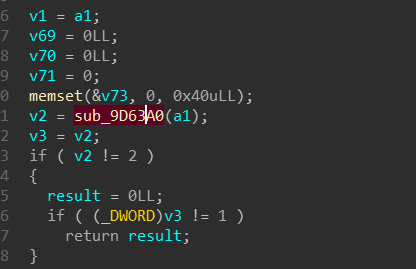 6 v1 = a1;
7 v69 = 0LL;
8 v70 = 0LL;
9 v71 = 0;
0 memset(&v73, 0, 0x40uLL);
1 v2 = sub_9D63A0(a1);
2 v3 = v2;
3 if ( v2 != 2 )
4 {
5 result = 0LL;
6 if ( (_DWORD)v3 != 1 )
7 return result;
8 }